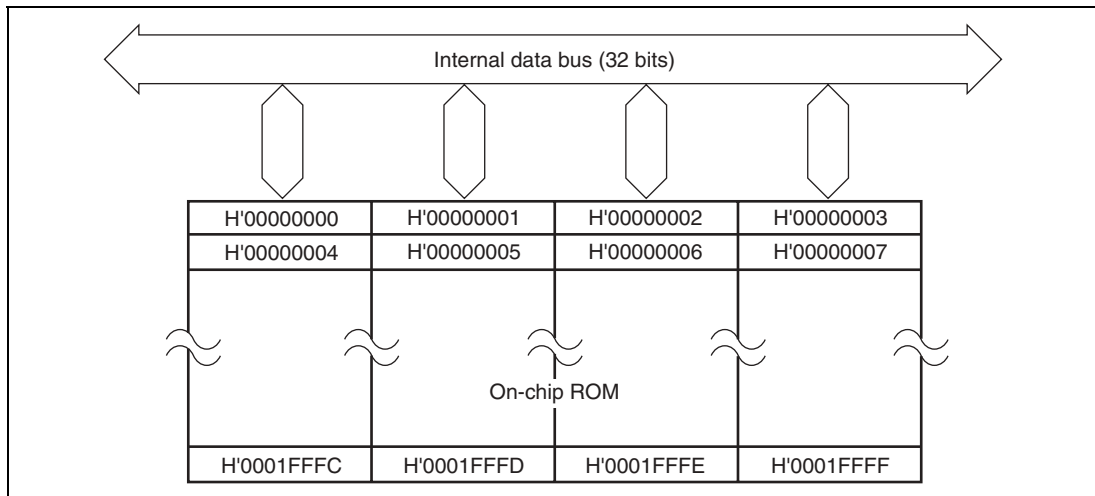 Internal data bus (32 bits)
H'00000000 H'00000001 H'00000002 H'00000003
H'00000004 H'00000005 H'00000006 H'00000007
On-chip ROM
H'0001FFFC H'0001FFFD H'0001FFFE H'0001FFFF